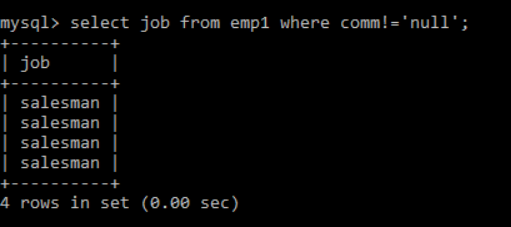 mysql> select job from emp1 where comm!='null';
+----------+
| job      |
+----------+
| salesman |
| salesman |
| salesman |
| salesman |
+----------+
4 rows in set (0.00 sec)